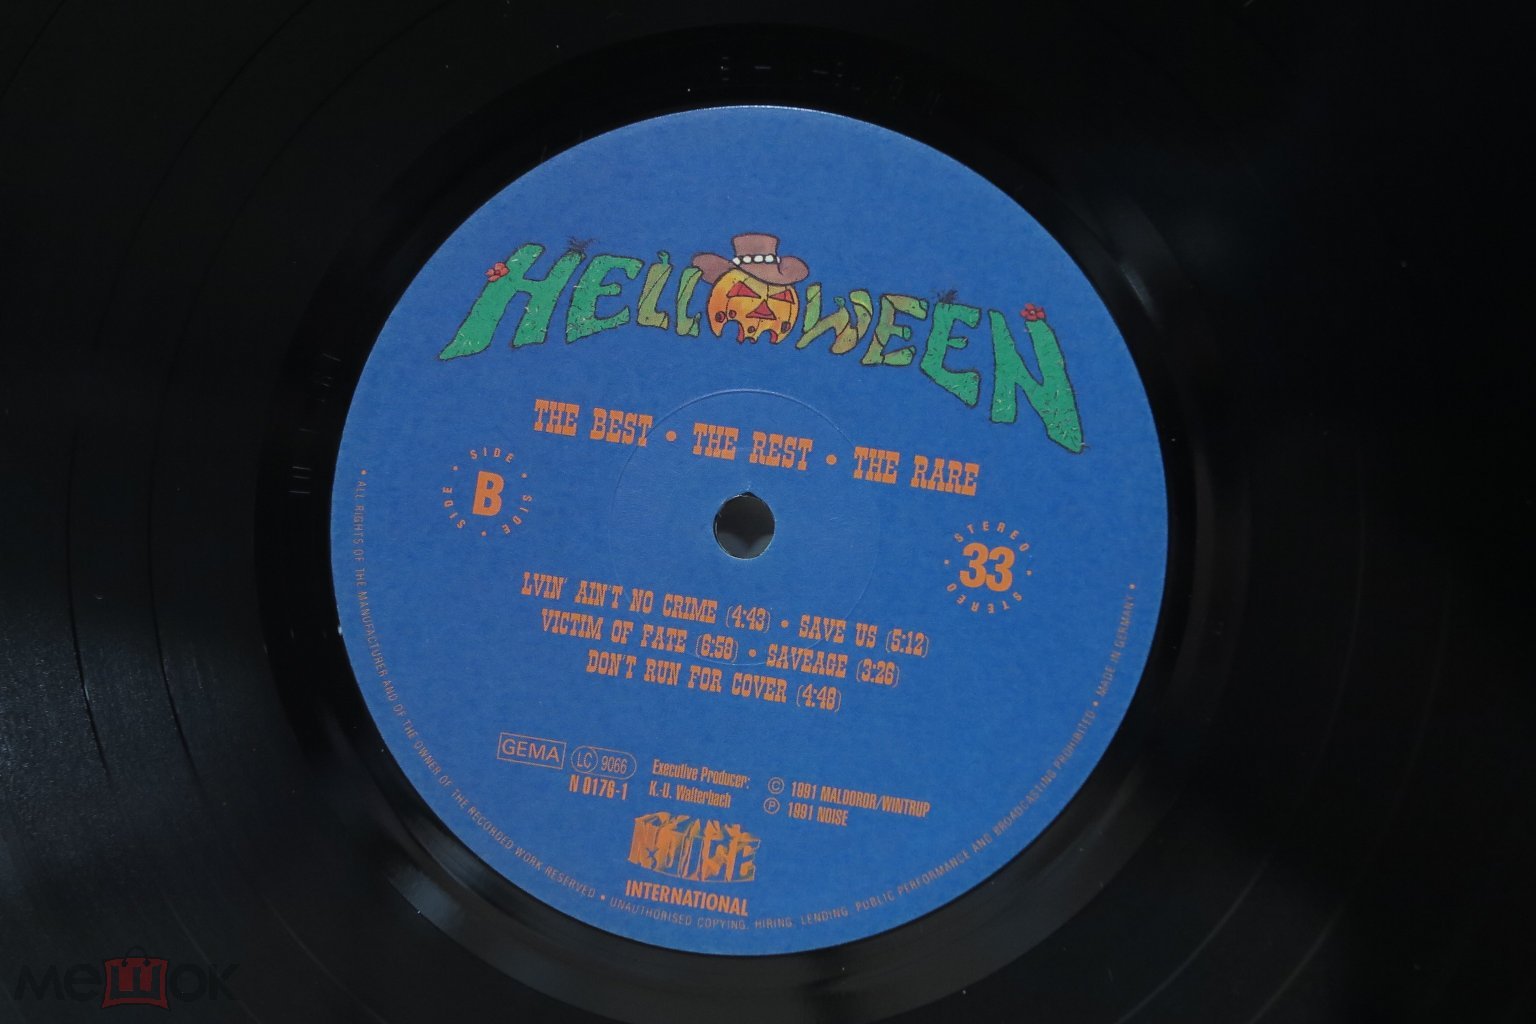 HELLOWEEN
THE BEST • THE REST • THE RARE
SIDE • SIDE • SIDE •
B
STEREO • STEREO •
33
LVIN' AIN'T NO CRIME (4:43) • SAVE US (5:12)
VICTIM OF FATE (6:58) • SAVEAGE (3:26)
DON'T RUN FOR COVER (4:48)
GEMA LC 9066
N 0176-1
Executive Producer:
K.-U. Walterbach
© 1991 MALDOROR/WINTRUP
℗ 1991 NOISE
NOISE
INTERNATIONAL
• ALL RIGHTS OF THE MANUFACTURER AND OF THE OWNER OF THE RECORDED WORK RESERVED • UNAUTHORISED COPYING, HIRING, LENDING, PUBLIC PERFORMANCE AND BROADCASTING PROHIBITED • MADE IN GERMANY •
мешок